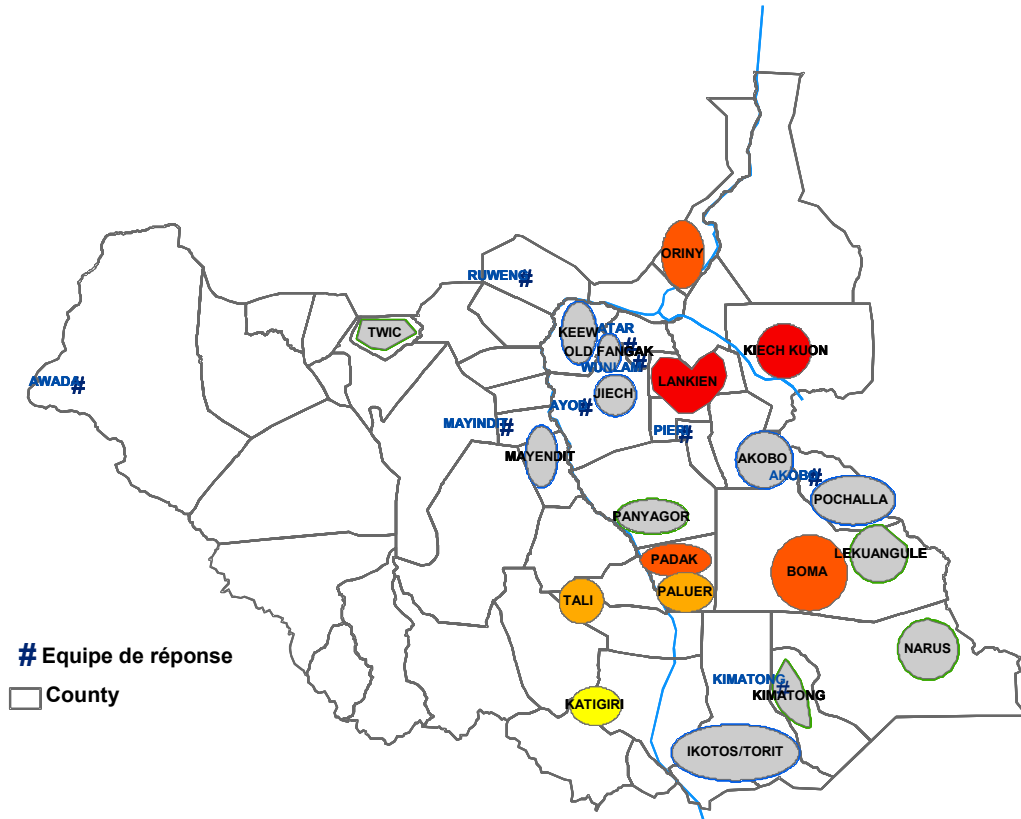 ORINY
RUWENG #
KEEW
ATAR #
TWIC
OLD FANGAK
KIECH KUON
WUNLAM #
AWADA #
LANKIEN
JIECH
AYOD #
MAYINDIT #
PIERI #
MAYENDIT
AKOBO
AKOBO #
POCHALLA
PANYAGOR
LEKUANGULE
PADAK
BOMA
PALUER
TALI
NARUS
# Equipe de réponse
KIMATONG #
County
KIMATONG
KATIGIRI
IKOTOS/TORIT